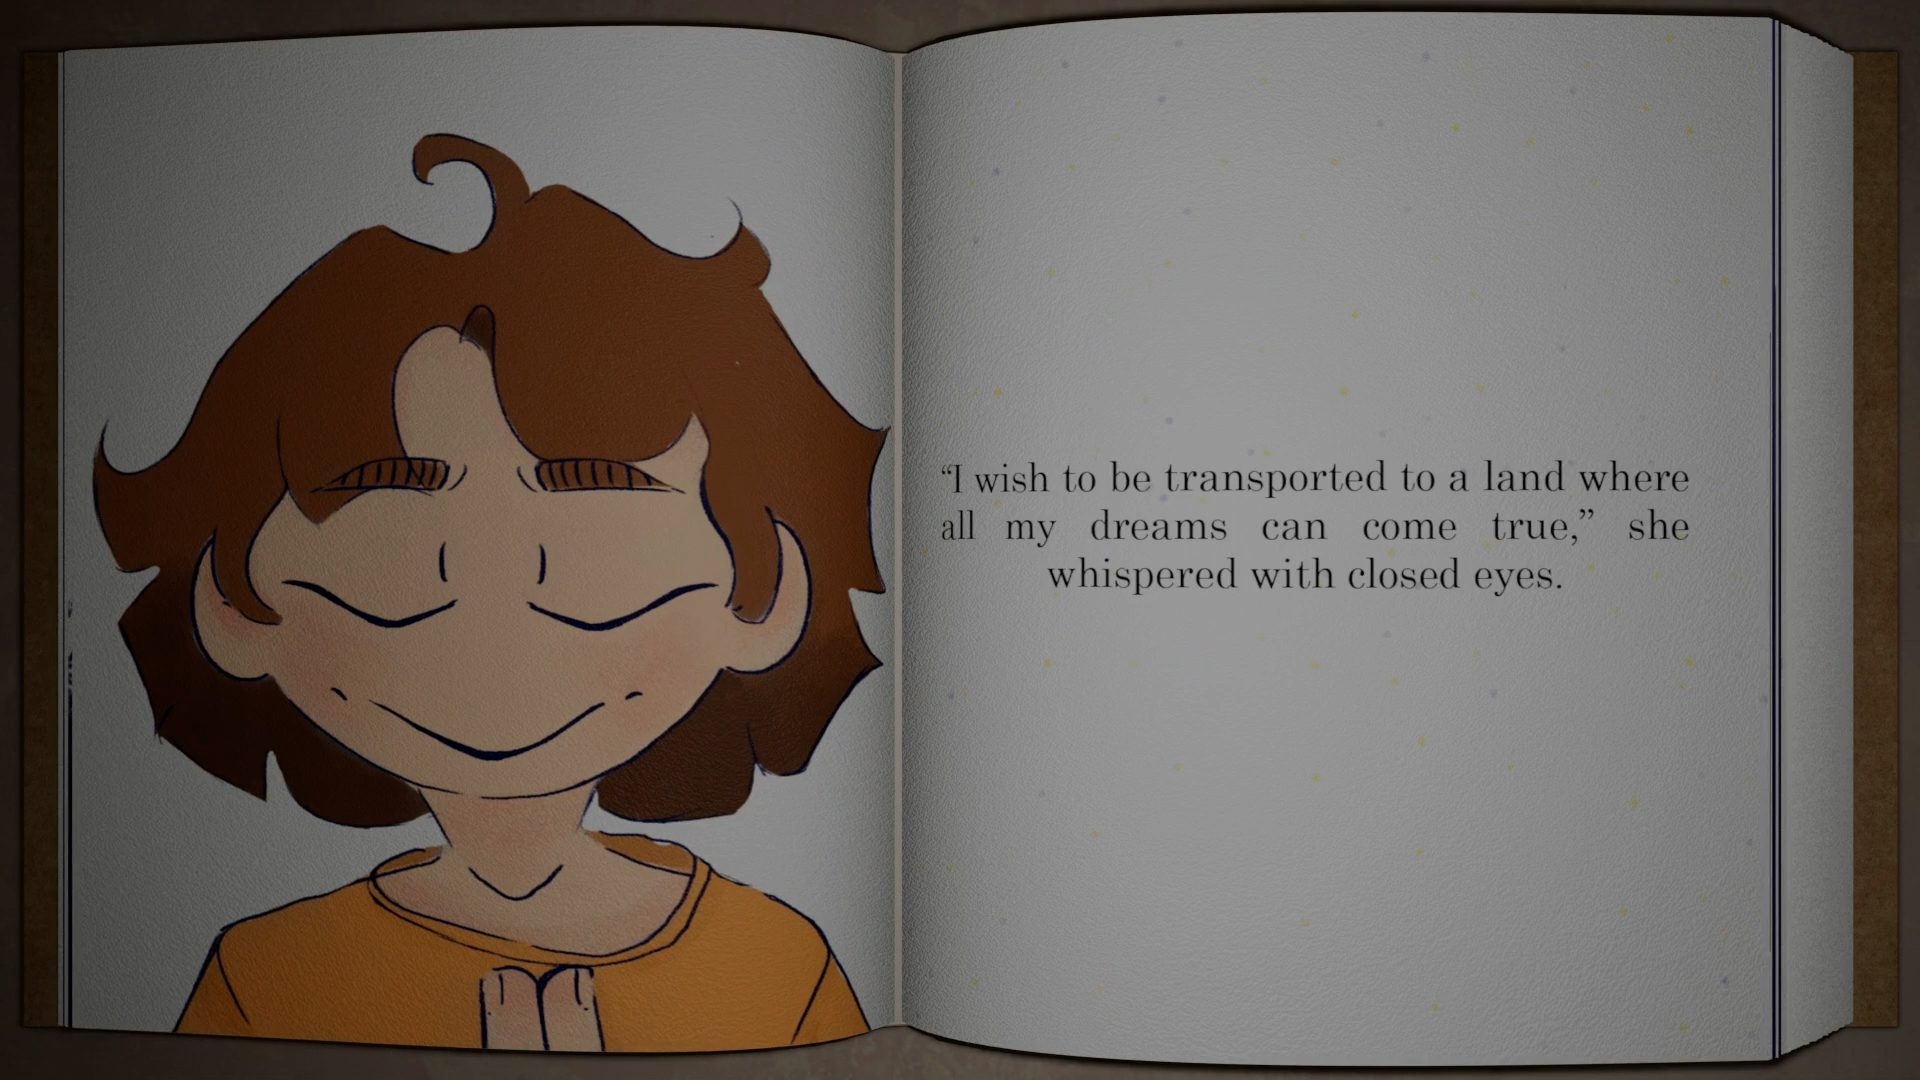 “I wish to be transported to a land where
all my dreams can come true,” she
whispered with closed eyes.